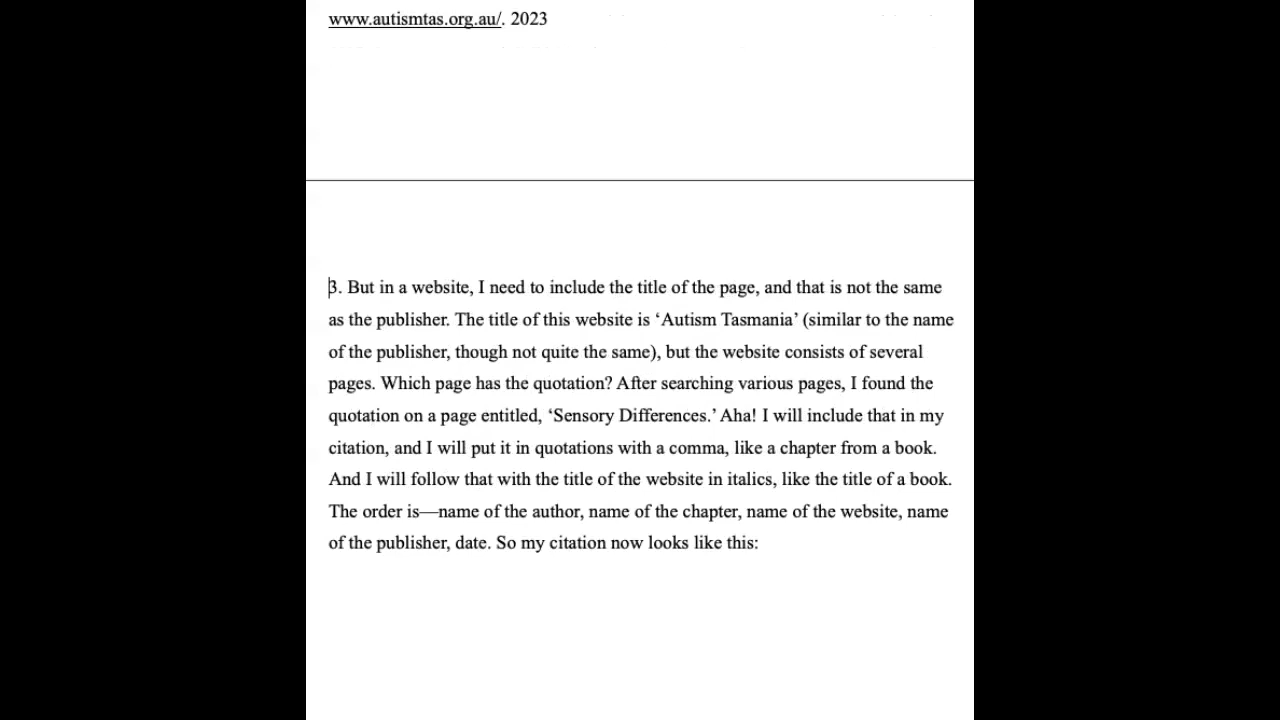 www.autismtas.org.au/. 2023
3. But in a website, I need to include the title of the page, and that is not the same
as the publisher. The title of this website is ‘Autism Tasmania’ (similar to the name
of the publisher, though not quite the same), but the website consists of several
pages. Which page has the quotation? After searching various pages, I found the
quotation on a page entitled, ‘Sensory Differences.’ Aha! I will include that in my
citation, and I will put it in quotations with a comma, like a chapter from a book.
And I will follow that with the title of the website in italics, like the title of a book.
The order is—name of the author, name of the chapter, name of the website, name
of the publisher, date. So my citation now looks like this: